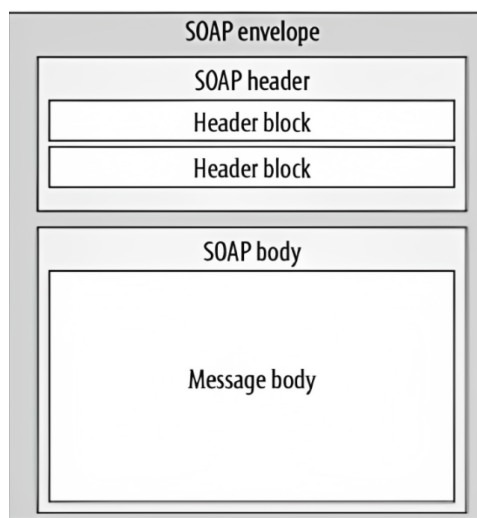 SOAP envelope
SOAP header
Header block
Header block
SOAP body
Message body